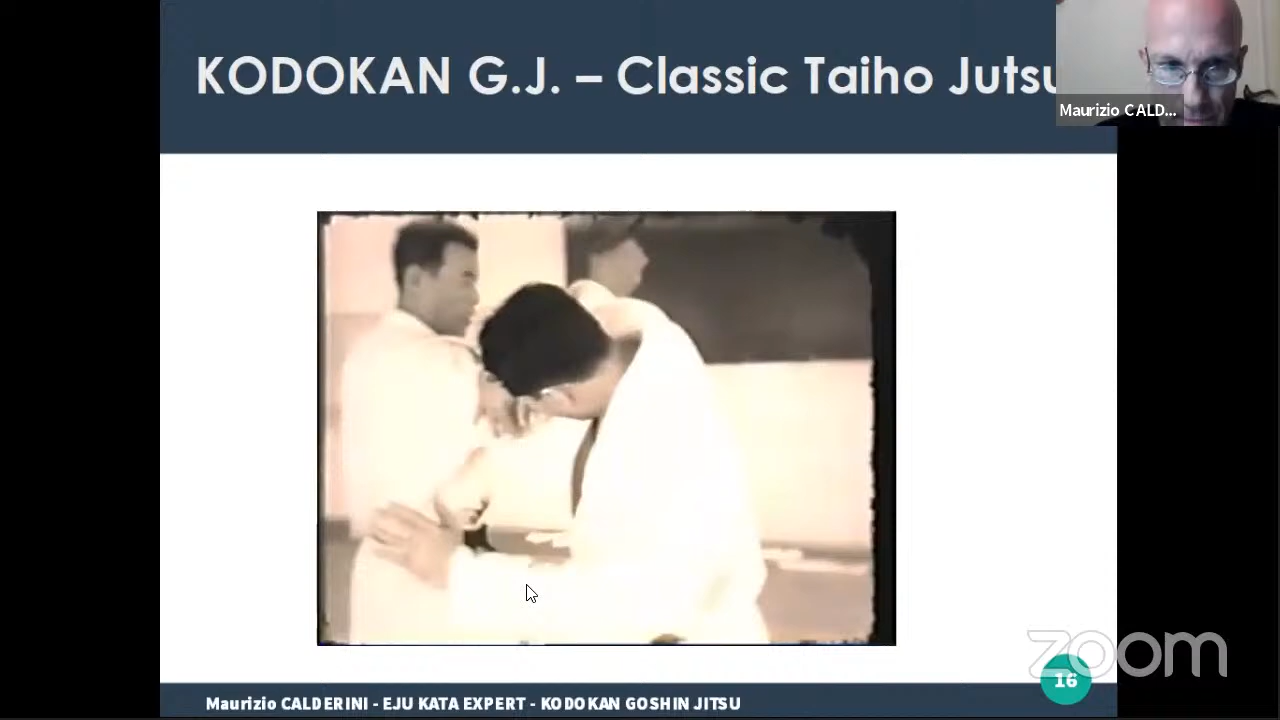 KODOKAN G.J. – Classic Taiho Jutsu
Maurizio CALD...
zoom
16
Maurizio CALDERINI - EJU KATA EXPERT - KODOKAN GOSHIN JITSU